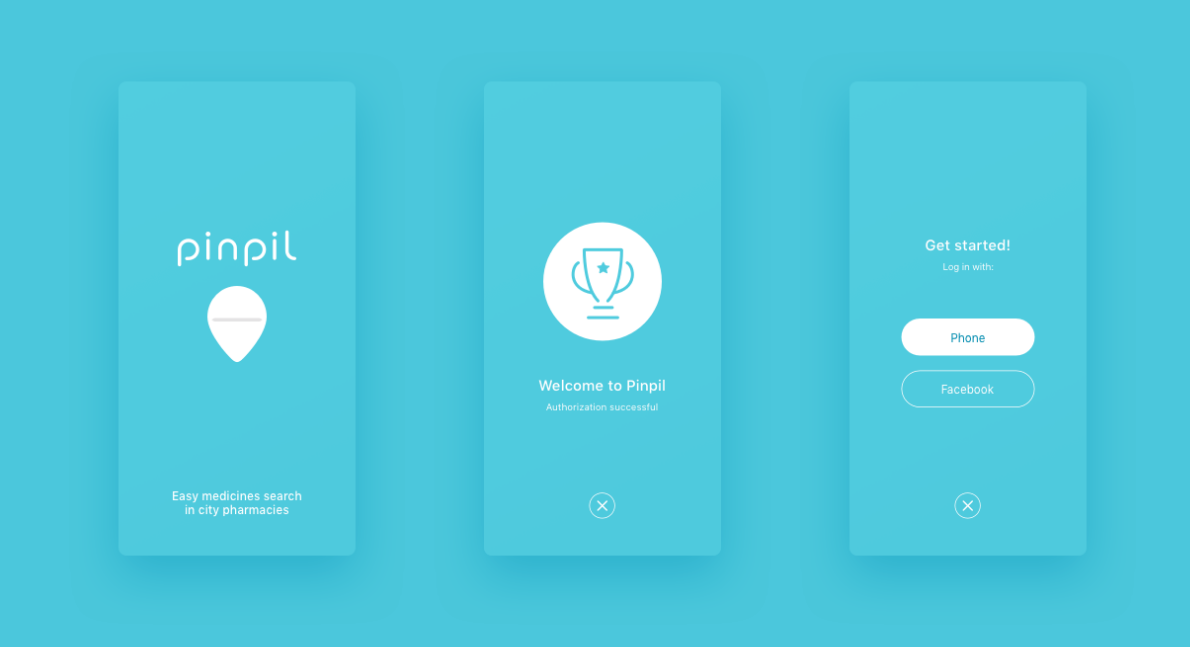 pinpil
Easy medicines search
in city pharmacies
Welcome to Pinpil
Authorization successful
Get started!
Log in with:
Phone
Facebook